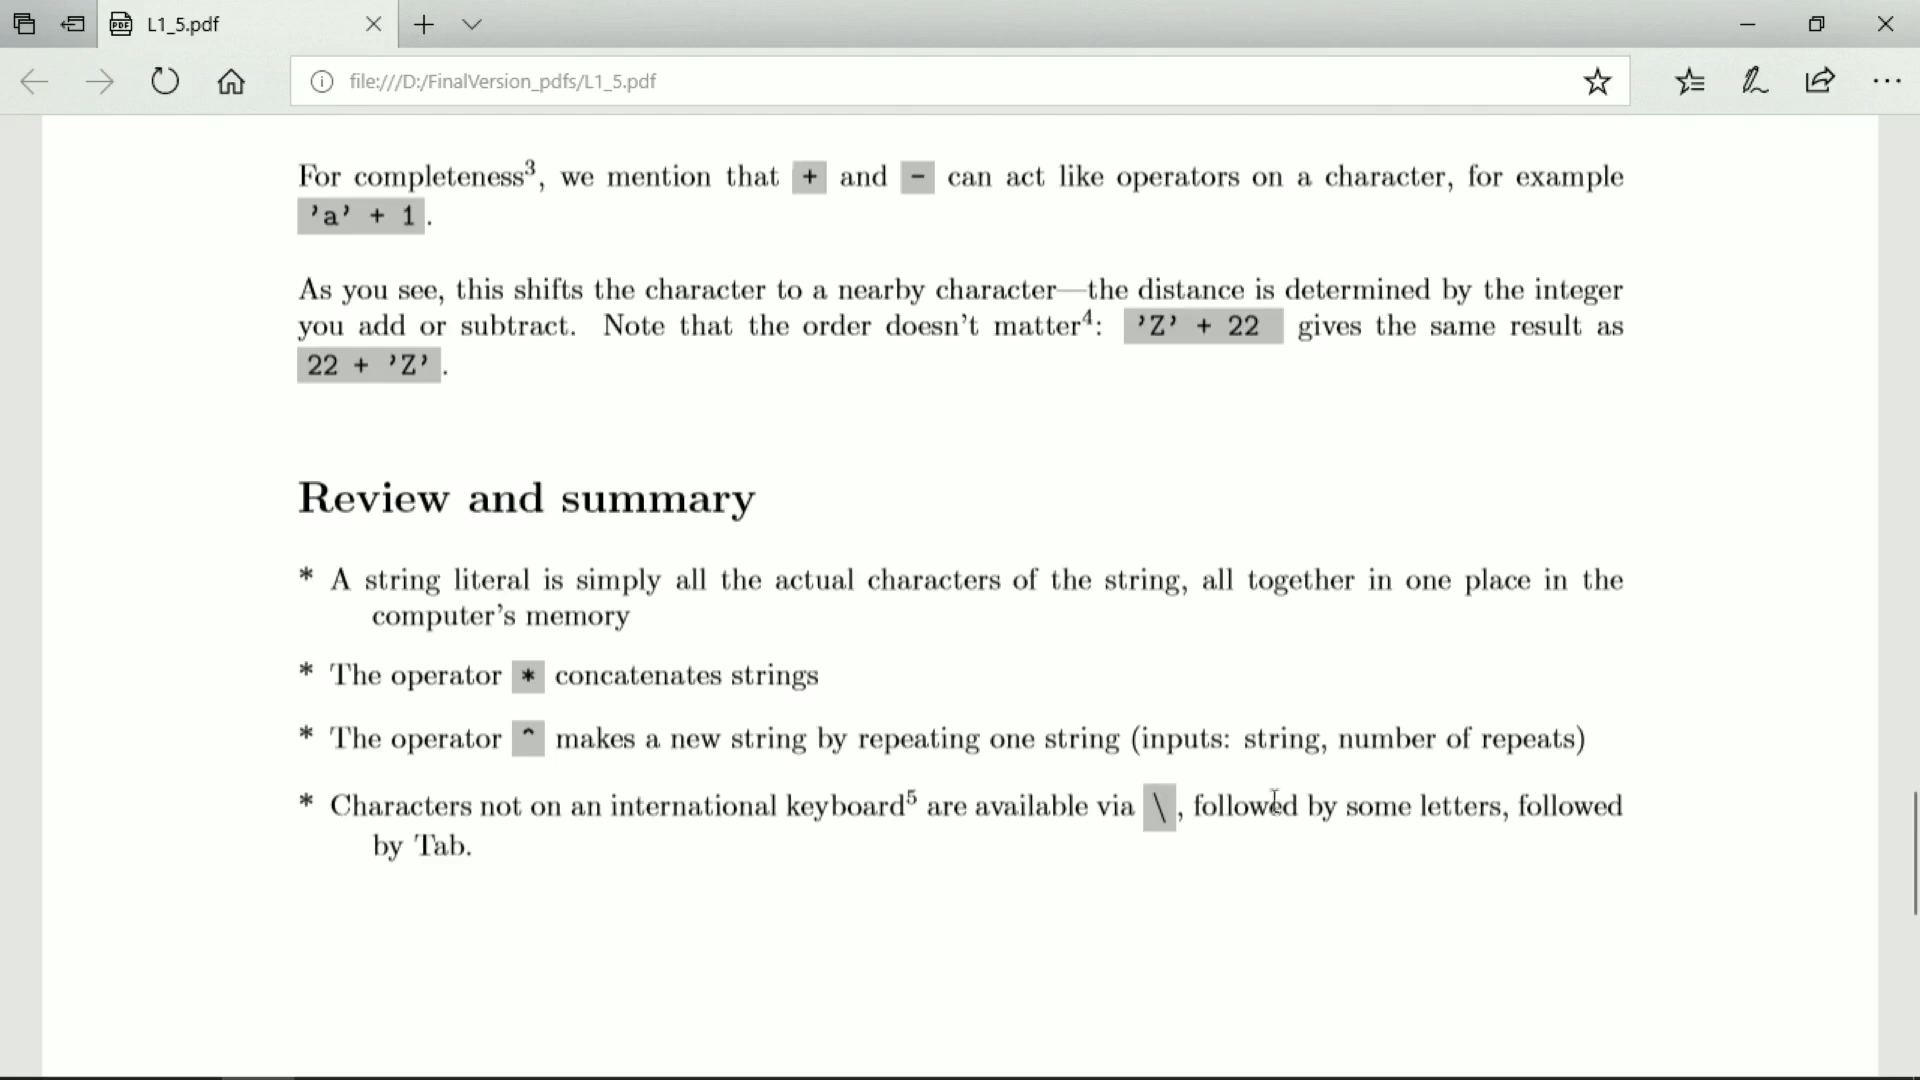 L1_5.pdf
file:///D:/FinalVersion_pdfs/L1_5.pdf
For completeness³, we mention that + and - can act like operators on a character, for example
’a’ + 1 .
As you see, this shifts the character to a nearby character—the distance is determined by the integer
you add or subtract. Note that the order doesn’t matter⁴: ’Z’ + 22 gives the same result as
22 + ’Z’ .
Review and summary
* A string literal is simply all the actual characters of the string, all together in one place in the
computer’s memory
* The operator * concatenates strings
* The operator ^ makes a new string by repeating one string (inputs: string, number of repeats)
* Characters not on an international keyboard⁵ are available via \ , followed by some letters, followed
by Tab.